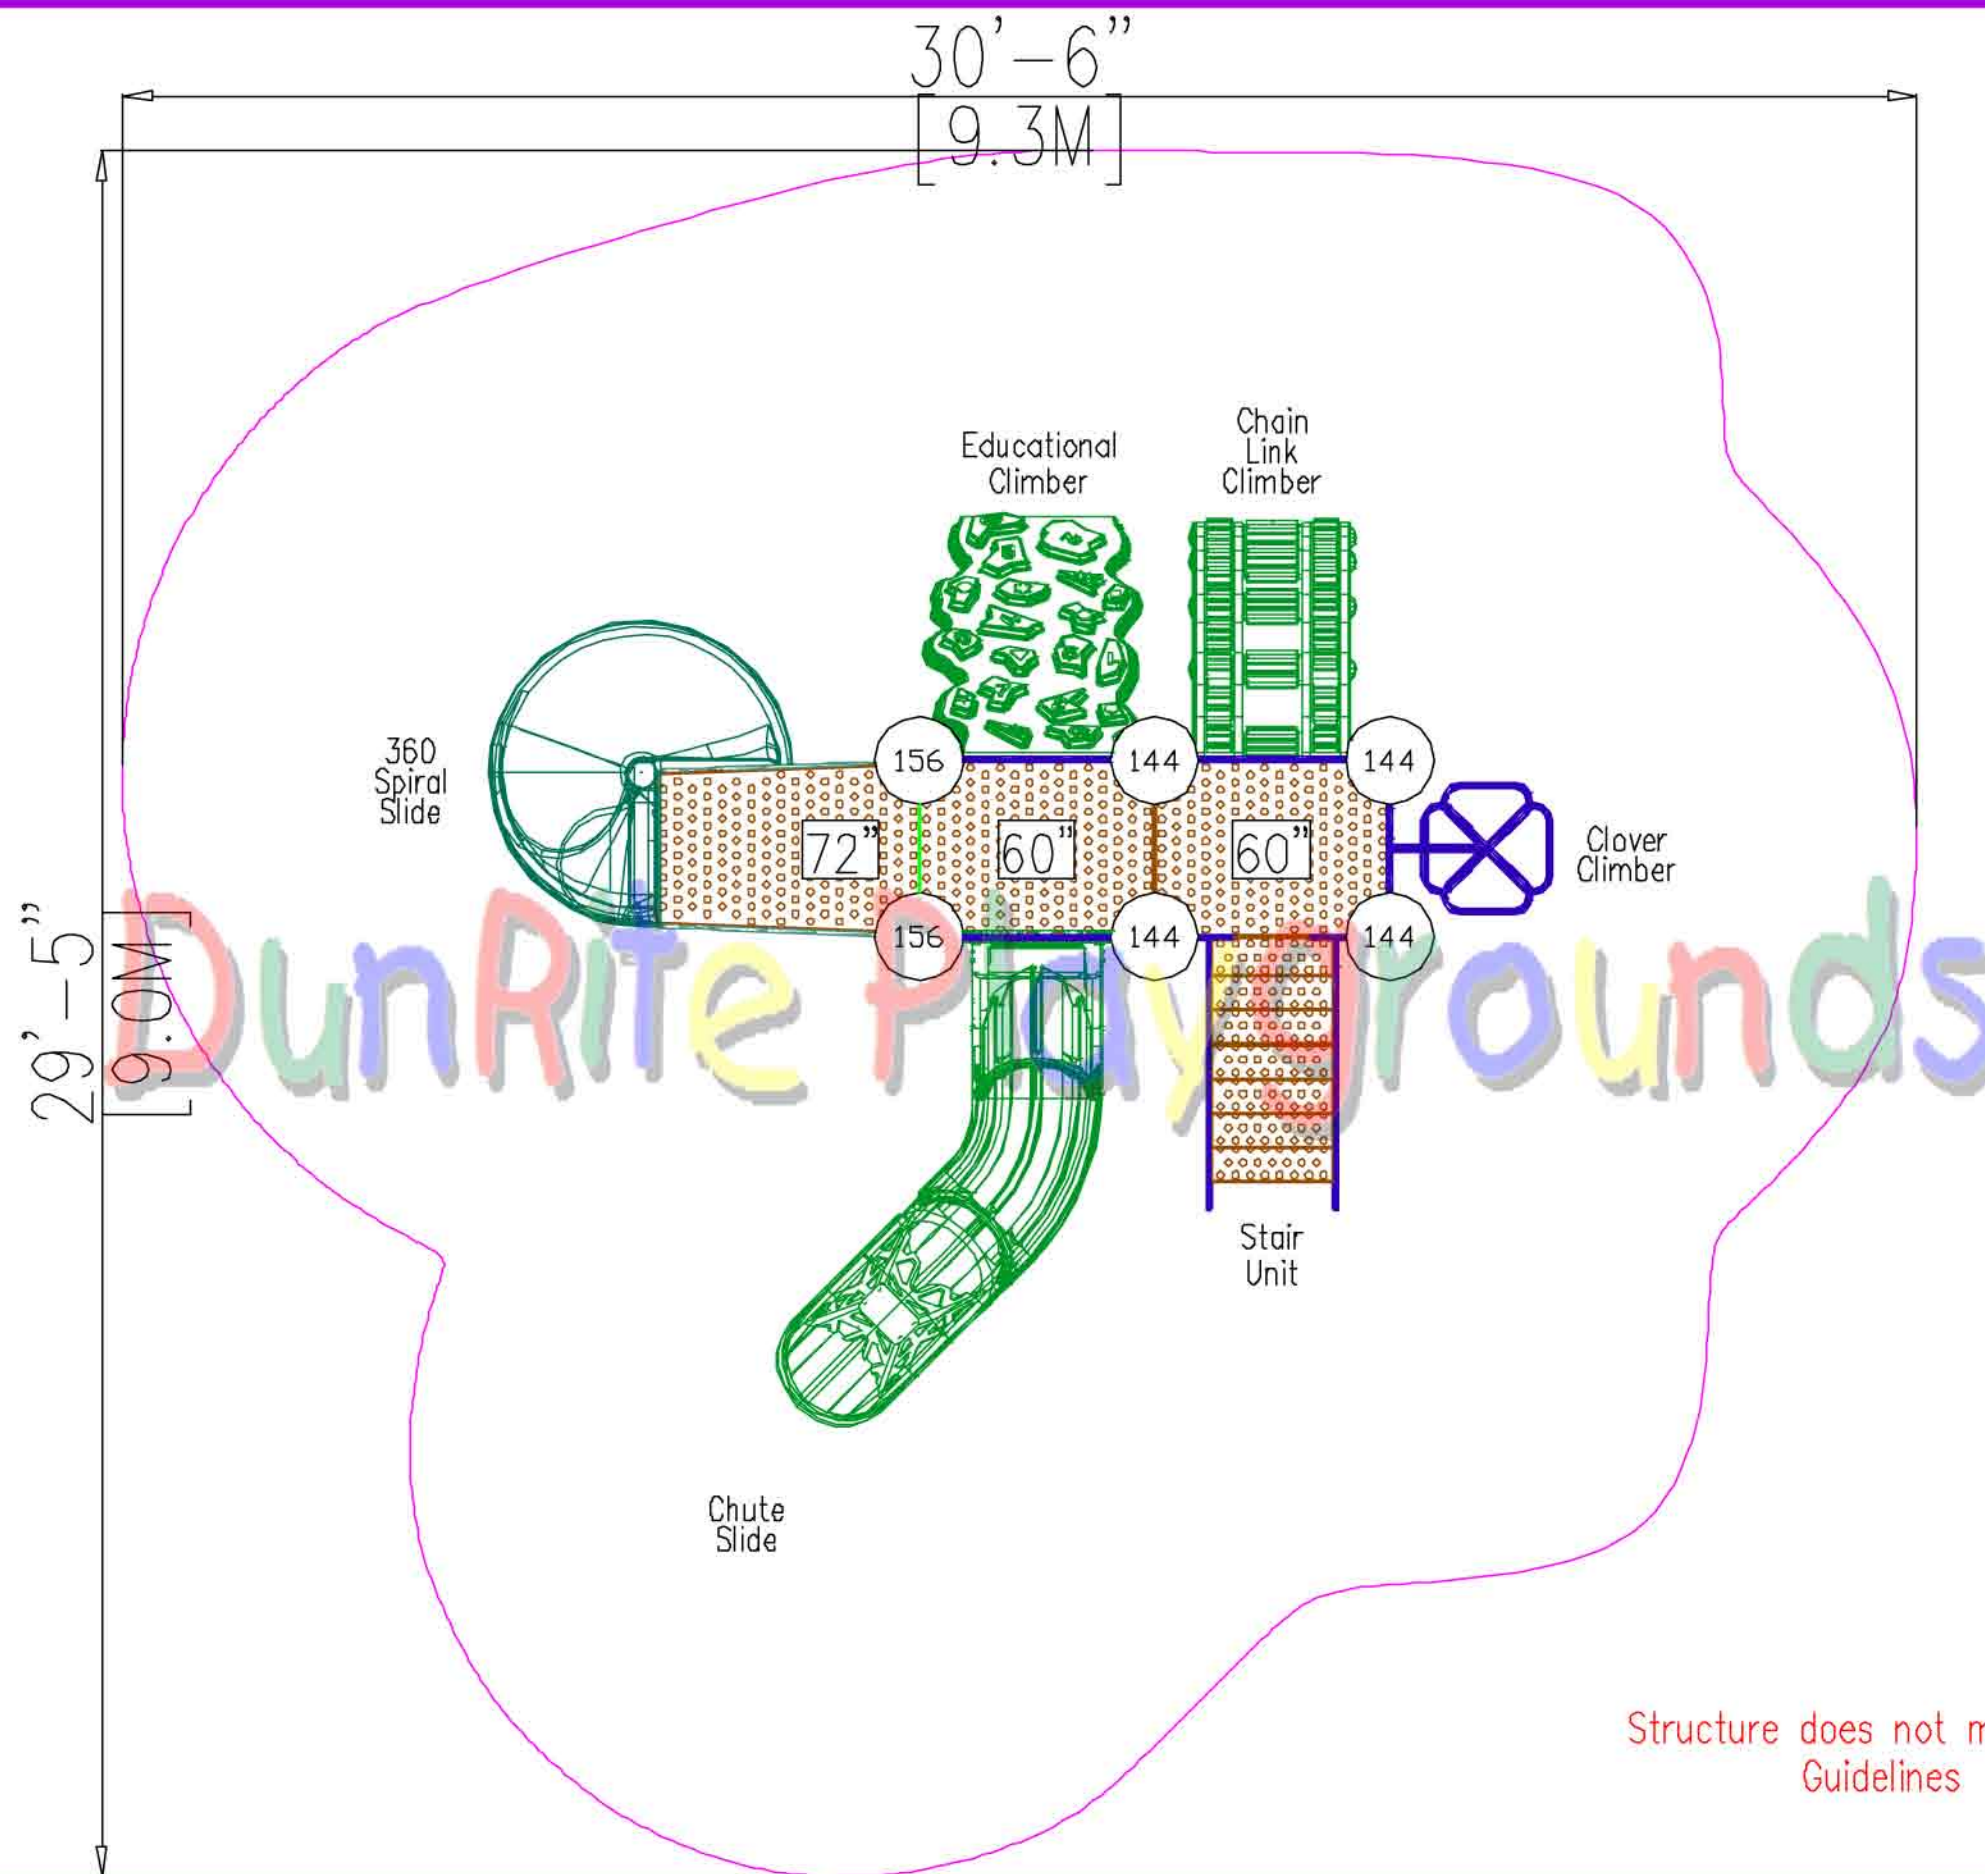 30'-6"
[9.3M]
Educational
Climber
Chain
Link
Climber
360
Spiral
Slide
156
144
144
72"
60"
60"
Clover
Climber
156
144
144
DunRite Playgrounds
29'-5"
[9.0M]
Stair
Unit
Chute
Slide
Structure does not
Guidelines